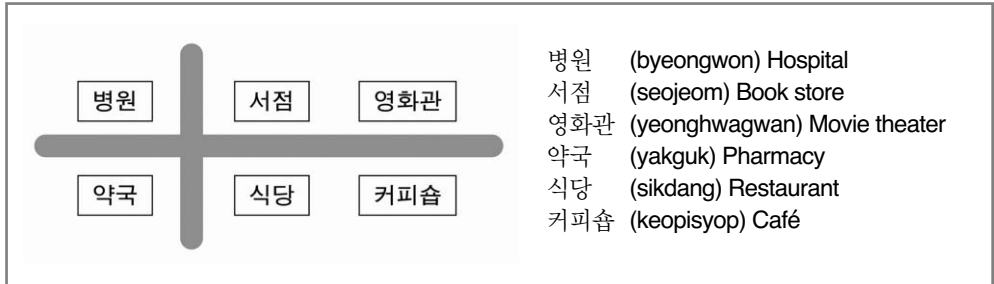 병원 서점 영화관
약국 식당 커피숍
병원 (byeongwon) Hospital
서점 (seojeom) Book store
영화관 (yeonghwagwan) Movie theater
약국 (yakguk) Pharmacy
식당 (sikdang) Restaurant
커피숍 (keopisyop) Café